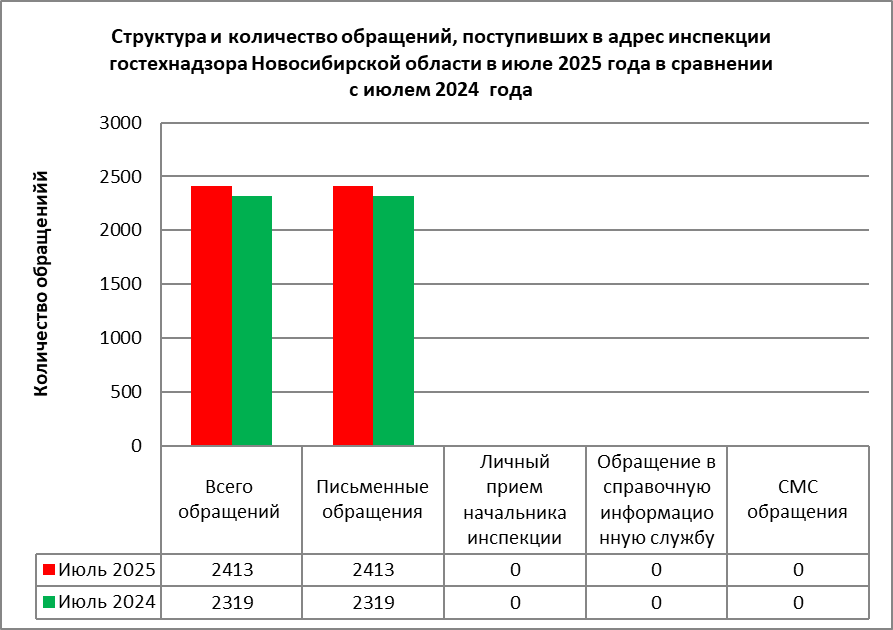 Структура и количество обращений, поступивших в адрес инспекции
гостехнадзора Новосибирской области в июле 2025 года в сравнении
с июлем 2024 года
Количество обращенийй
3000
2500
2000
1500
1000
500
0
Всего
обращений
Письменные
обращения
Личный
прием
начальника
инспекции
Обращение в
справочную
информацио
нную службу
СМС
обращения
Июль 2025 2413 2413 0 0 0
Июль 2024 2319 2319 0 0 0